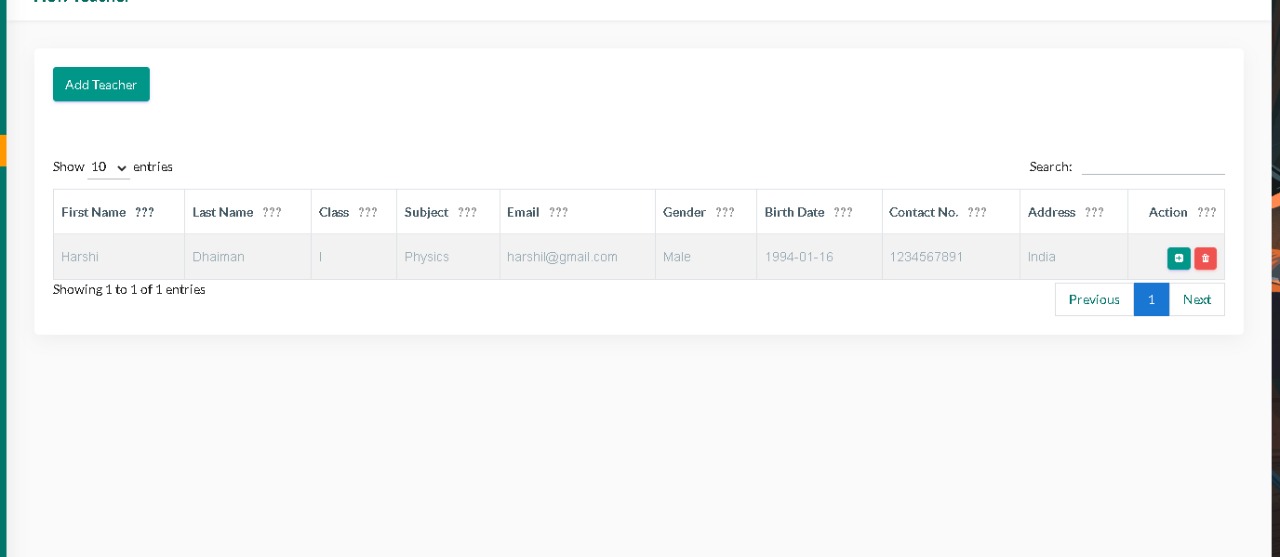 Add Teacher
Show 10 entries
Search:
First Name ??? Last Name ??? Class ??? Subject ??? Email ??? Gender ??? Birth Date ??? Contact No. ??? Address ??? Action ???
Harshi Dhaiman I Physics harshil@gmail.com Male 1994-01-16 1234567891 India
Showing 1 to 1 of 1 entries
Previous 1 Next